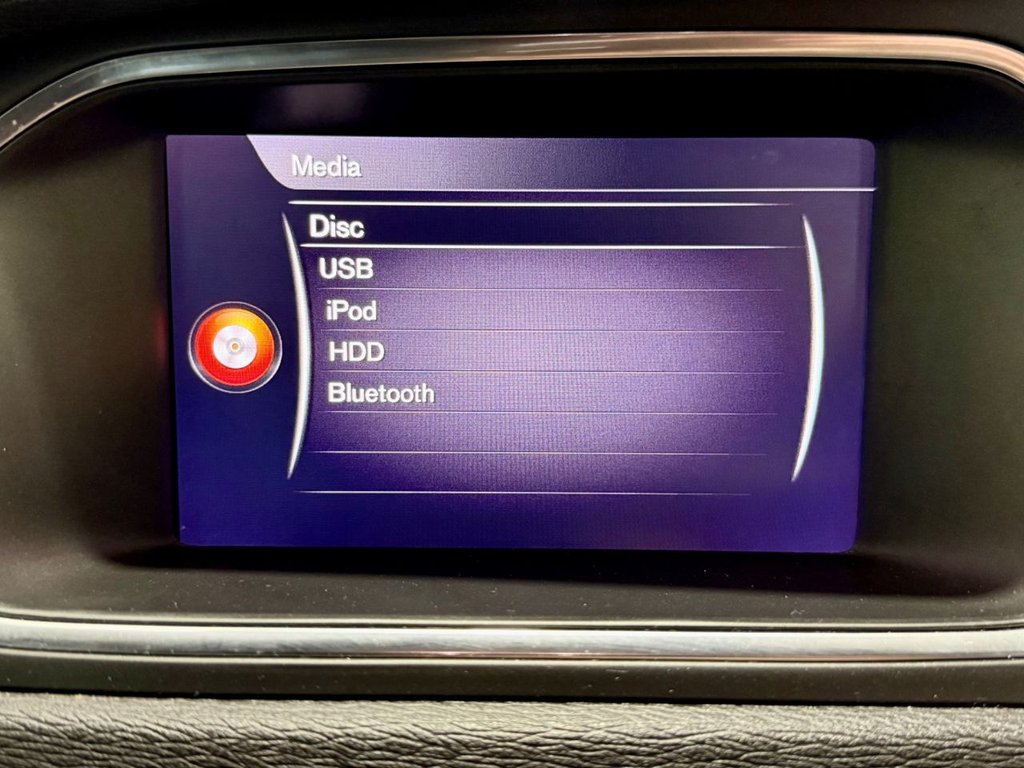 Media
Disc
USB
iPod
HDD
Bluetooth